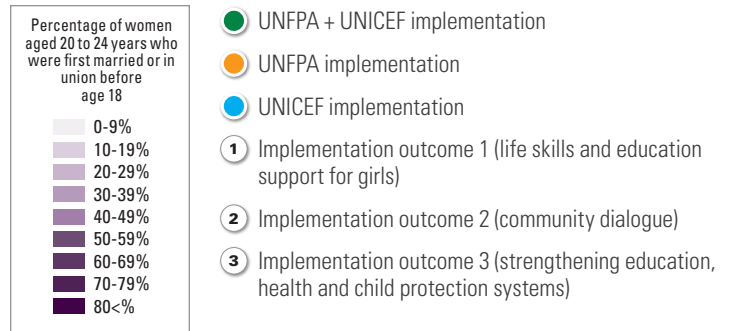 Percentage of women
aged 20 to 24 years who
were first married or in
union before
age 18
0-9%
10-19%
20-29%
30-39%
40-49%
50-59%
60-69%
70-79%
80<%
UNFPA + UNICEF implementation
UNFPA implementation
UNICEF implementation
1 Implementation outcome 1 (life skills and education
support for girls)
2 Implementation outcome 2 (community dialogue)
3 Implementation outcome 3 (strengthening education,
health and child protection systems)